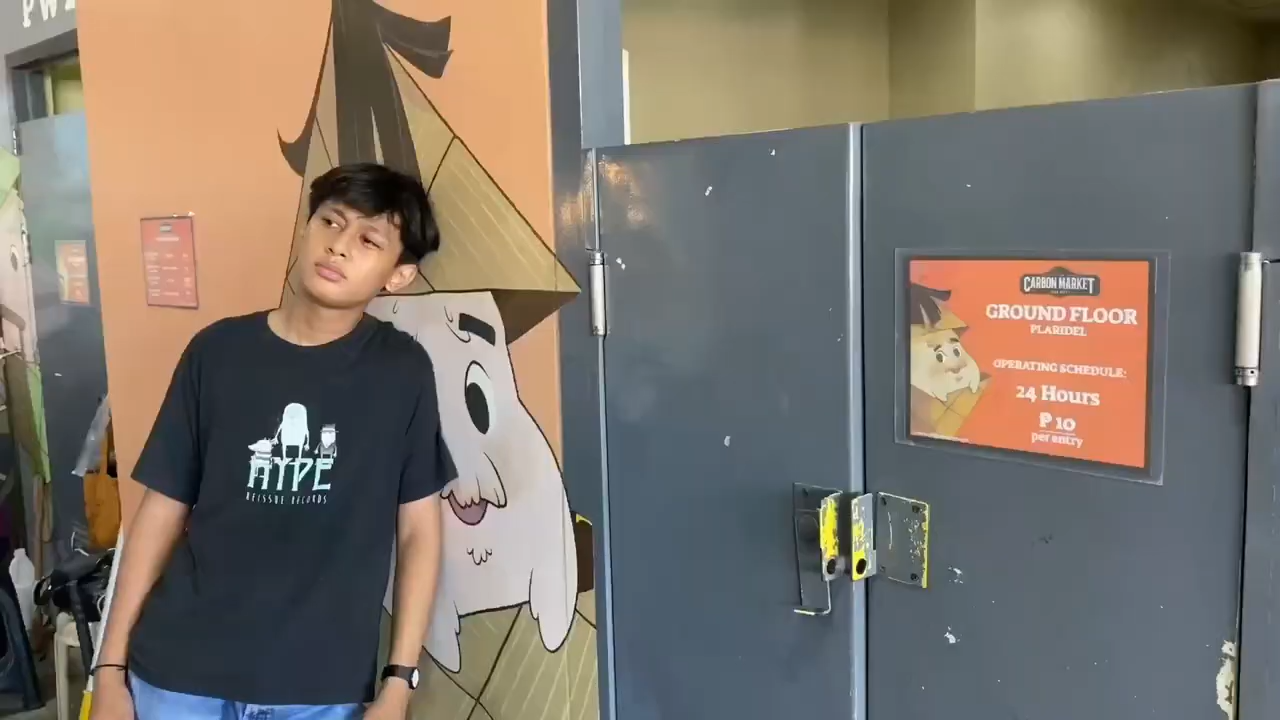 HYPE
REISSUE RECORDS
CARBON MARKET
GROUND FLOOR
PLARIDEL
OPERATING SCHEDULE:
24 Hours
₱ 10
per entry